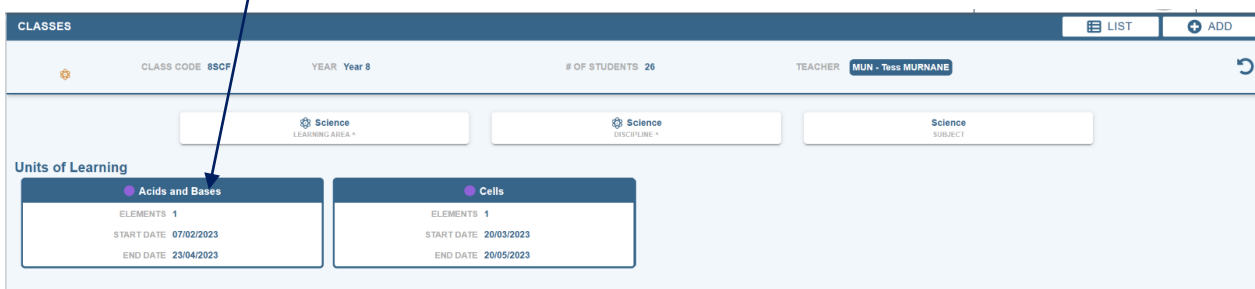 CLASSES LIST ADD
CLASS CODE 8SCF YEAR Year 8 # OF STUDENTS 26 TEACHER MUN - Tess MURNANE
Science Science Science
LEARNING AREA * DISCIPLINE * SUBJECT
Units of Learning
Acids and Bases Cells
ELEMENTS 1 ELEMENTS 1
START DATE 07/02/2023 START DATE 20/03/2023
END DATE 23/04/2023 END DATE 20/05/2023